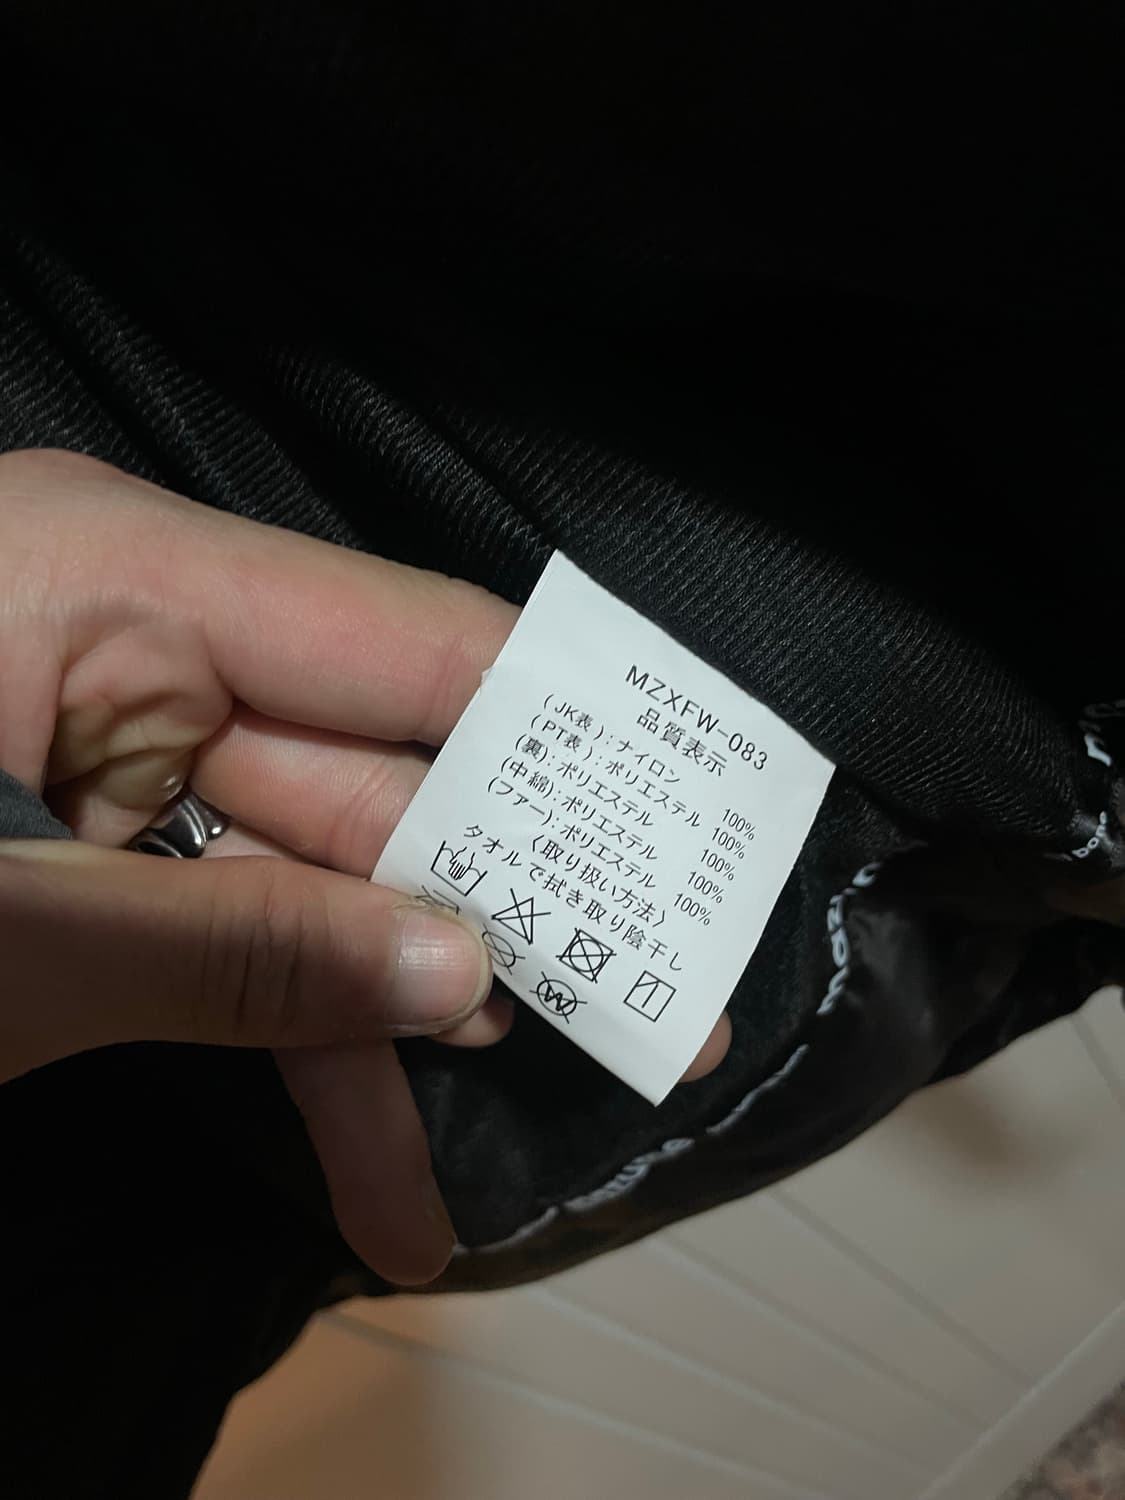 MZXFW-083
品質表示
(JK表):ナイロン 100%
(PT表):ポリエステル 100%
(裏):ポリエステル 100%
(中綿):ポリエステル 100%
(ファー):ポリエステル 100%
〈取り扱い方法〉
タオルで拭き取り陰干し